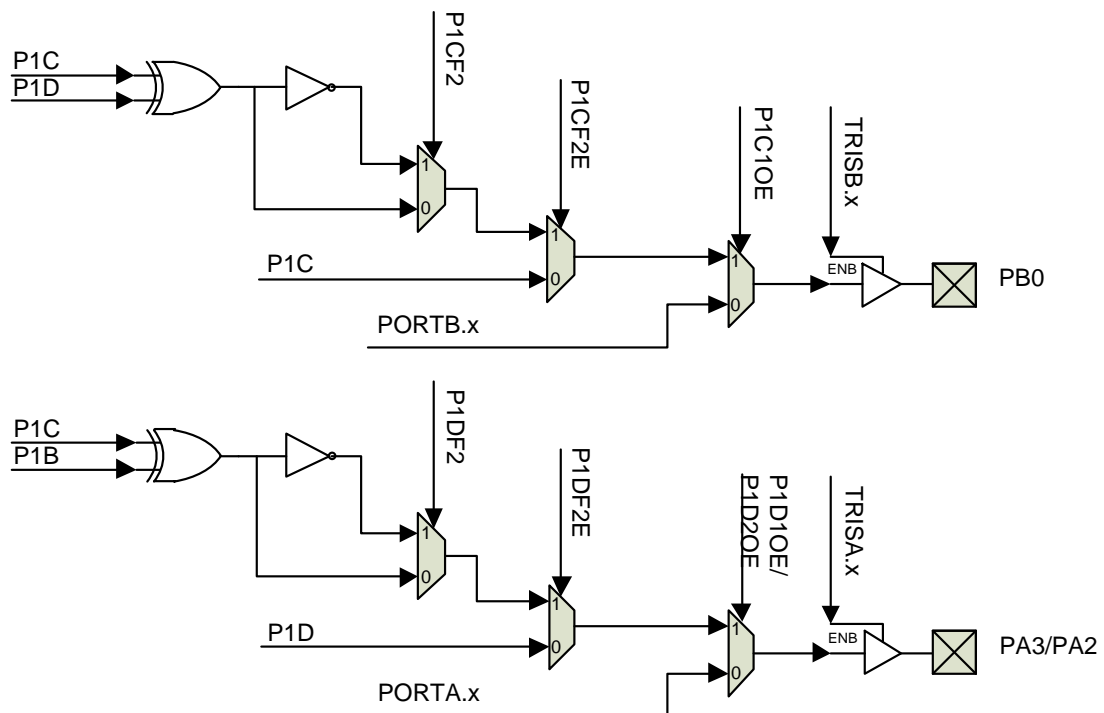 P1C
P1D
P1CF2
1
0
P1CF2E
1
0
P1C
P1C1OE
1
0
PORTB.x
TRISB.x
ENB
PB0
P1C
P1B
P1DF2
1
0
P1DF2E
1
0
P1D
P1D1OE/
P1D2OE
1
0
PORTA.x
TRISA.x
ENB
PA3/PA2